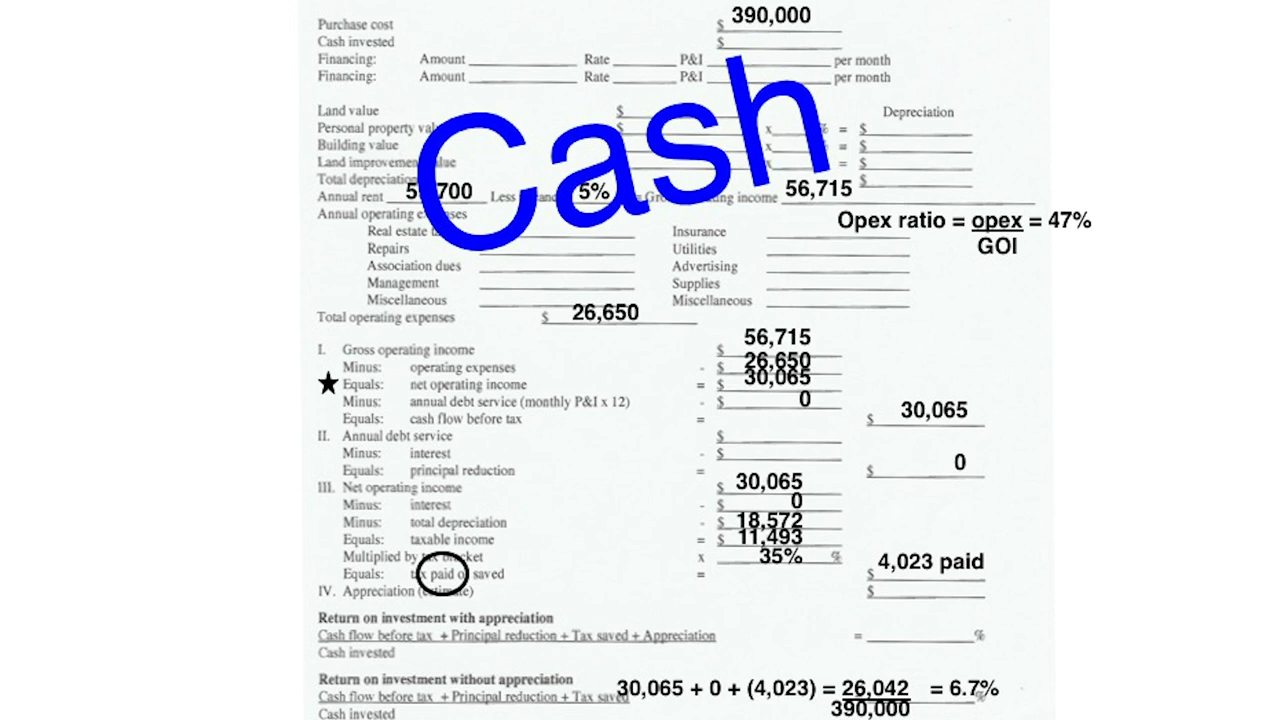 Purchase cost $ 390,000
Cash invested $
Financing: Amount Rate P&I per month
Financing: Amount Rate P&I per month
Cash
Land value $ Depreciation
Personal property $ x % = $
Building value x = $
Land improvement x = $
Total depreciation $
Annual rent 700 Less 5% = income 56,715
Annual operating
Opex ratio = opex = 47%
GOI
Real estate Insurance
Repairs Utilities
Association dues Advertising
Management Supplies
Miscellaneous Miscellaneous
Total operating expenses $ 26,650
I. Gross operating income $ 56,715
Minus: operating expenses - $ 26,650
★ Equals: net operating income = $ 30,065
Minus: annual debt service (monthly P&I x 12) - $ 0
Equals: cash flow before tax = $ 30,065
II. Annual debt service $
Minus: interest - $
Equals: principal reduction = $ 0
III. Net operating income $ 30,065
Minus: interest - $ 0
Minus: total depreciation - $ 18,572
Equals: taxable income = $ 11,493
Multiplied by tax bracket x 35% %
Equals: tax paid or saved = $ 4,023 paid
IV. Appreciation (estimate) $
Return on investment with appreciation
Cash flow before tax + Principal reduction + Tax saved + Appreciation = %
Cash invested
Return on investment without appreciation
Cash flow before tax + Principal reduction + Tax saved 30,065 + 0 + (4,023) = 26,042 = 6.7% %
Cash invested 390,000